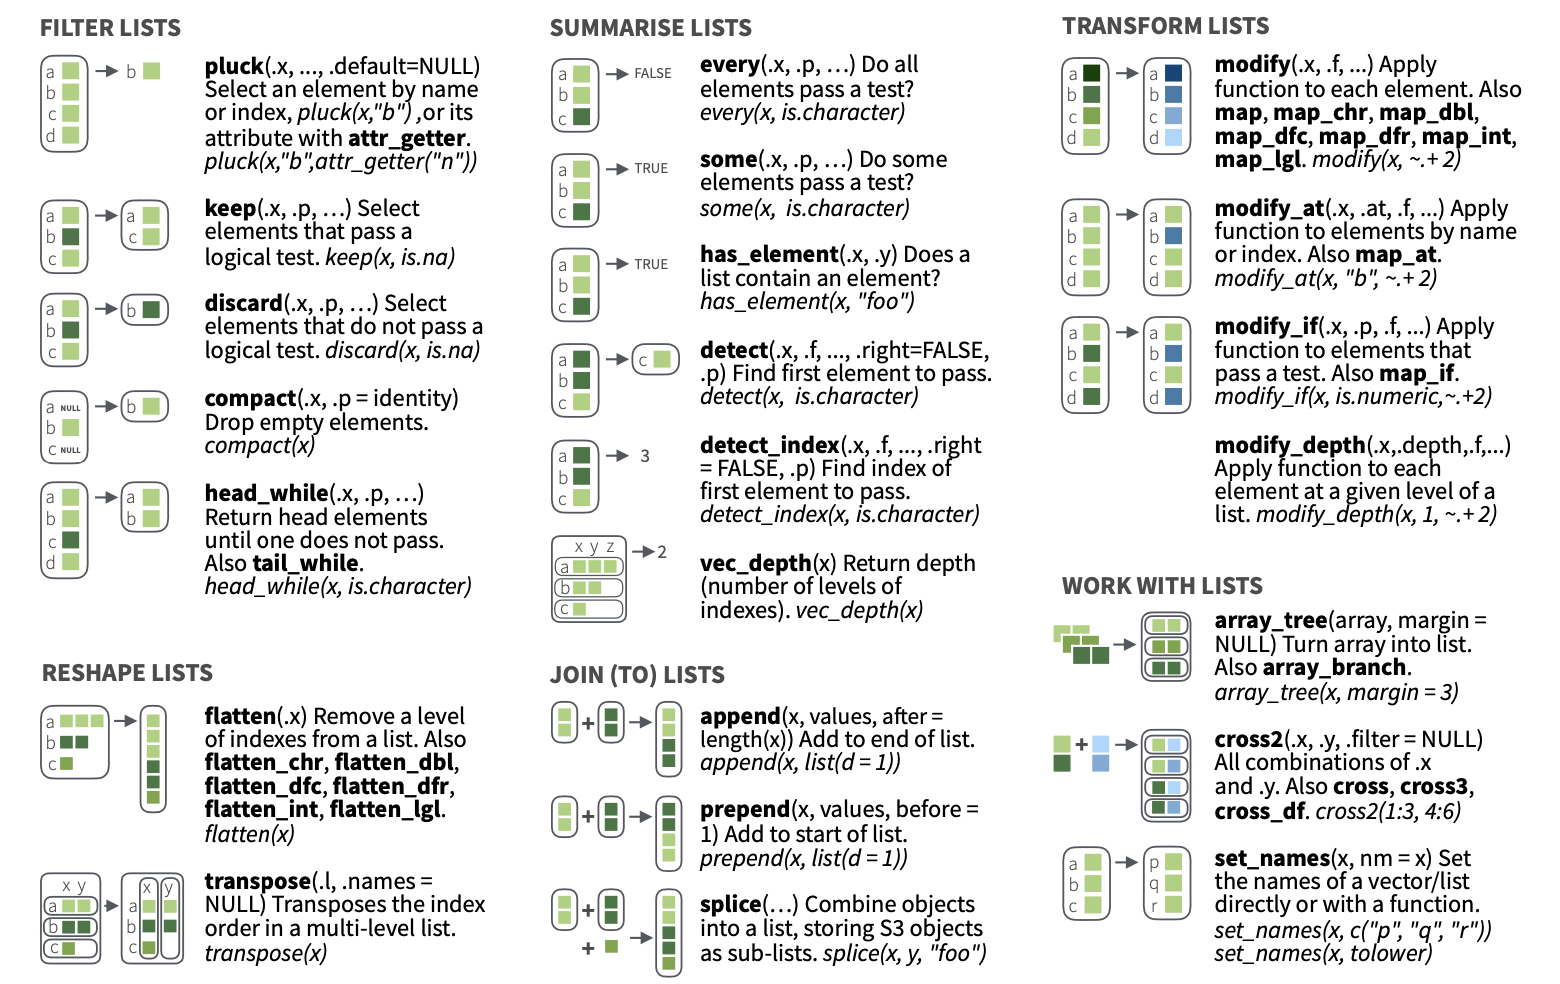 FILTER LISTS
a
b
c
d
b
pluck(.x, ..., .default=NULL)
Select an element by name
or index, pluck(x,"b") ,or its
attribute with attr_getter.
pluck(x,"b",attr_getter("n"))
a
b
c
a
c
keep(.x, .p, …) Select
elements that pass a
logical test. keep(x, is.na)
a
b
c
b
discard(.x, .p, …) Select
elements that do not pass a
logical test. discard(x, is.na)
a NULL
b
c NULL
b
compact(.x, .p = identity)
Drop empty elements.
compact(x)
a
b
c
d
a
b
head_while(.x, .p, …)
Return head elements
until one does not pass.
Also tail_while.
head_while(x, is.character)
RESHAPE LISTS
a
b
c
flatten(.x) Remove a level
of indexes from a list. Also
flatten_chr, flatten_dbl,
flatten_dfc, flatten_dfr,
flatten_int, flatten_lgl.
flatten(x)
x y
a
b
c
x y
a
b
c
transpose(.l, .names =
NULL) Transposes the index
order in a multi-level list.
transpose(x)
SUMMARISE LISTS
a
b
c
FALSE
every(.x, .p, …) Do all
elements pass a test?
every(x, is.character)
a
b
c
TRUE
some(.x, .p, …) Do some
elements pass a test?
some(x, is.character)
a
b
c
TRUE
has_element(.x, .y) Does a
list contain an element?
has_element(x, "foo")
a
b
c
c
detect(.x, .f, ..., .right=FALSE,
.p) Find first element to pass.
detect(x, is.character)
a
b
c
3
detect_index(.x, .f, ..., .right
= FALSE, .p) Find index of
first element to pass.
detect_index(x, is.character)
x y z
a
b
c
2
vec_depth(x) Return depth
(number of levels of
indexes). vec_depth(x)
JOIN (TO) LISTS
+
append(x, values, after =
length(x)) Add to end of list.
append(x, list(d = 1))
+
prepend(x, values, before =
1) Add to start of list.
prepend(x, list(d = 1))
+
+
splice(…) Combine objects
into a list, storing S3 objects
as sub-lists. splice(x, y, "foo")
TRANSFORM LISTS
a
b
c
d
a
b
c
d
modify(.x, .f, ...) Apply
function to each element. Also
map, map_chr, map_dbl,
map_dfc, map_dfr, map_int,
map_lgl. modify(x, ~.+ 2)
a
b
c
d
a
b
c
d
modify_at(.x, .at, .f, ...) Apply
function to elements by name
or index. Also map_at.
modify_at(x, "b", ~.+ 2)
a
b
c
d
a
b
c
d
modify_if(.x, .p, .f, ...) Apply
function to elements that
pass a test. Also map_if.
modify_if(x, is.numeric,~.+2)
modify_depth(.x,.depth,.f,...)
Apply function to each
element at a given level of a
list. modify_depth(x, 1, ~.+ 2)
WORK WITH LISTS
array_tree(array, margin =
NULL) Turn array into list.
Also array_branch.
array_tree(x, margin = 3)
+
cross2(.x, .y, .filter = NULL)
All combinations of .x
and .y. Also cross, cross3,
cross_df. cross2(1:3, 4:6)
a
b
c
p
q
r
set_names(x, nm = x) Set
the names of a vector/list
directly or with a function.
set_names(x, c("p", "q", "r"))
set_names(x, tolower)